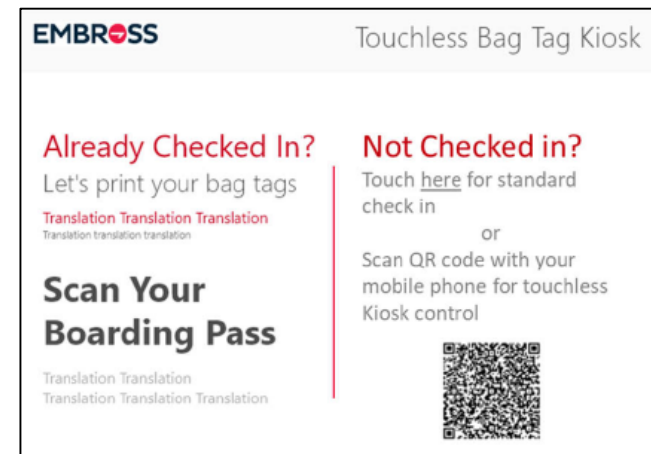 EMBROSS
Touchless Bag Tag Kiosk
Already Checked In?
Let's print your bag tags
Translation Translation Translation
Translation translation translation
Scan Your
Boarding Pass
Translation Translation
Translation Translation Translation
Not Checked in?
Touch here for standard
check in
or
Scan QR code with your
mobile phone for touchless
Kiosk control